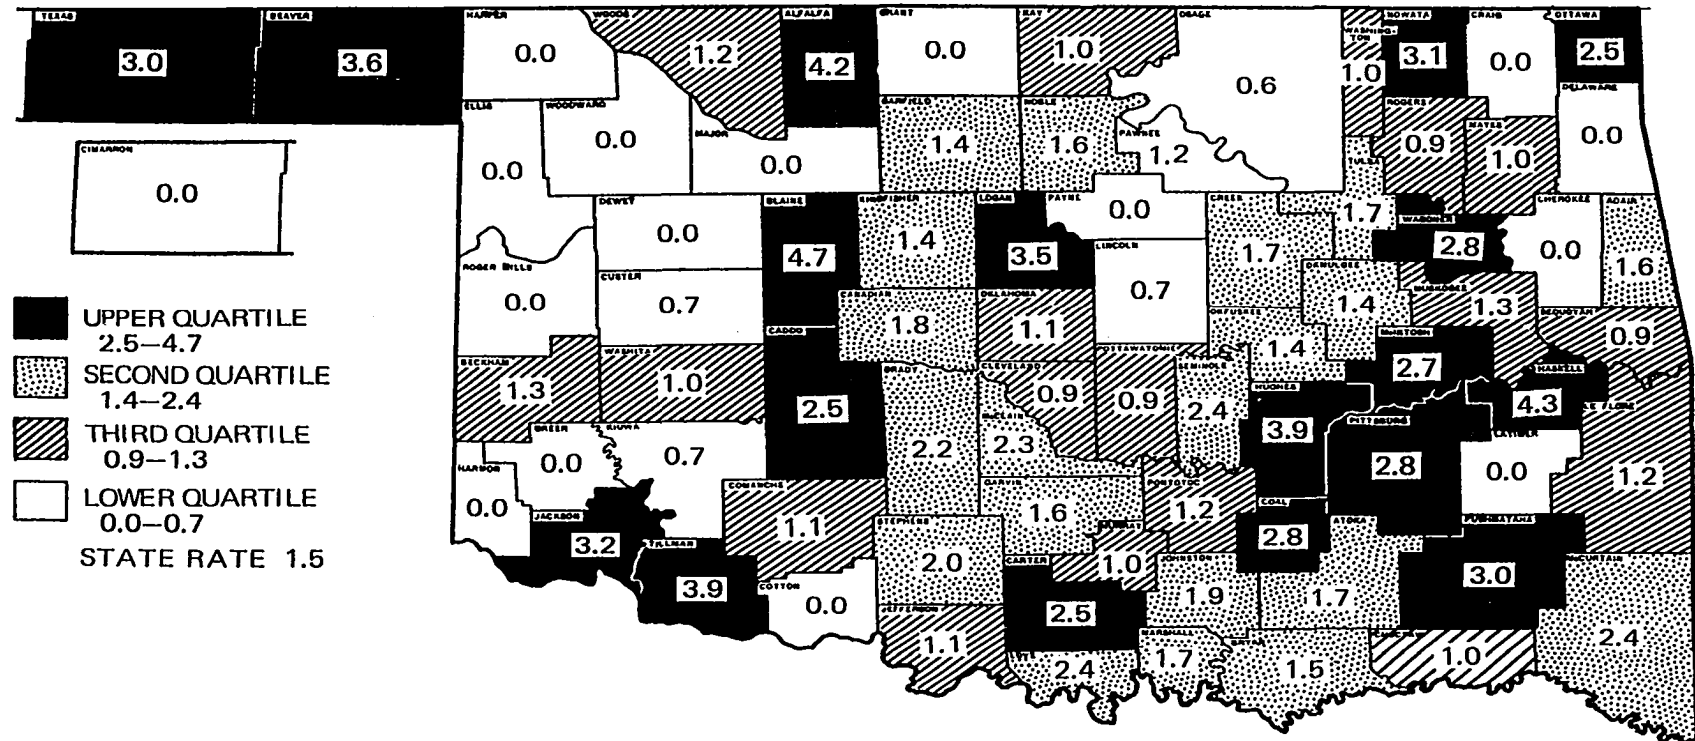 TEXAS
3.0
BEAVER
3.6
HARPER
0.0
WOODS
1.2
ALFALFA
4.2
GRANT
0.0
KAY
1.0
OSAGE
0.6
WASHING-
TON
1.0
NOWATA
3.1
CRAIG
0.0
OTTAWA
2.5
CIMARRON
0.0
ELLIS
0.0
WOODWARD
0.0
MAJOR
0.0
GARFIELD
1.4
NOBLE
1.6
PAWNEE
1.2
TULSA
1.7
ROGERS
0.9
MAYES
1.0
DELAWARE
0.0
DEWEY
0.0
BLAINE
4.7
KINGFISHER
1.4
LOGAN
3.5
PAYNE
0.0
CREEK
1.7
WAGONER
2.8
CHEROKEE
0.0
ADAIR
1.6
ROGER MILLS
0.0
CUSTER
0.7
CANADIAN
1.8
OKLAHOMA
1.1
LINCOLN
0.7
OKMULGEE
1.4
MUSKOGEE
1.3
SEQUOYAH
0.9
UPPER QUARTILE
2.5–4.7
SECOND QUARTILE
1.4–2.4
THIRD QUARTILE
0.9–1.3
LOWER QUARTILE
0.0–0.7
STATE RATE 1.5
BECKHAM
1.3
WASHITA
1.0
CADDO
2.5
GRADY
2.2
CLEVELAND
0.9
POTTAWATOMIE
0.9
SEMINOLE
2.4
OKFUSKEE
1.4
McINTOSH
2.7
HASKELL
4.3
LE FLORE
1.2
HARMON
0.0
GREER
0.0
KIOWA
0.7
McCLAIN
2.3
HUGHES
3.9
PITTSBURG
2.8
LATIMER
0.0
JACKSON
3.2
TILLMAN
3.9
COMANCHE
1.1
COTTON
0.0
STEPHENS
2.0
GARVIN
1.6
MURRAY
1.0
PONTOTOC
1.2
COAL
2.8
ATOKA
1.7
PUSHMATAHA
3.0
McCURTAIN
2.4
JEFFERSON
1.1
CARTER
2.5
JOHNSTON
1.9
LOVE
2.4
MARSHALL
1.7
BRYAN
1.5
CHOCTAW
1.0